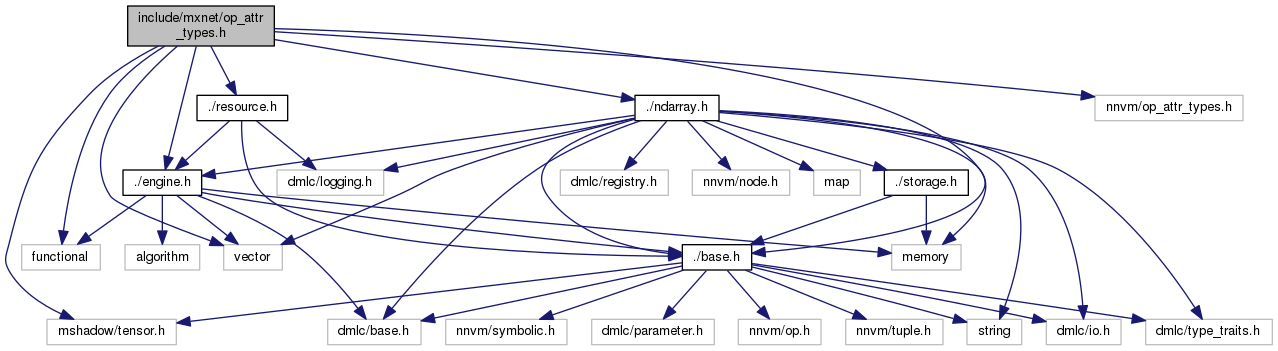 include/mxnet/op_attr
_types.h
./resource.h
./ndarray.h
nnvm/op_attr_types.h
./engine.h
dmlc/logging.h
dmlc/registry.h
nnvm/node.h
map
./storage.h
functional
algorithm
vector
./base.h
memory
mshadow/tensor.h
dmlc/base.h
nnvm/symbolic.h
dmlc/parameter.h
nnvm/op.h
nnvm/tuple.h
string
dmlc/io.h
dmlc/type_traits.h